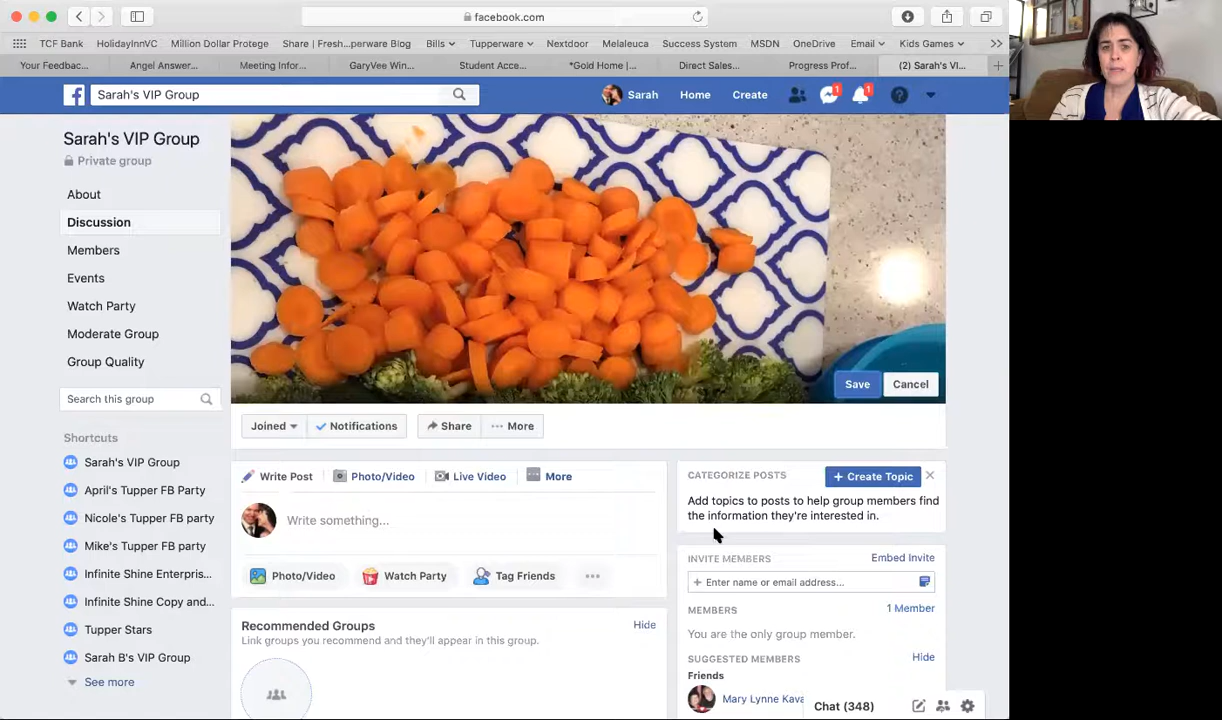 facebook.com
TCF Bank HolidayInnVC Million Dollar Protege Share | Fresh...perware Blog Bills Tupperware Nextdoor Melaleuca Success System MSDN OneDrive Email Kids Games
Your Feedbac... Angel Answer... Meeting Infor... GaryVee Win... Student Acce... *Gold Home |... Direct Sales... Progress Prof... (2) Sarah's VI...
Sarah's VIP Group Sarah Home Create 1 1
Sarah's VIP Group
Private group
About
Discussion
Members
Events
Watch Party
Moderate Group
Group Quality
Search this group
Shortcuts
Sarah's VIP Group
April's Tupper FB Party
Nicole's Tupper FB party
Mike's Tupper FB party
Infinite Shine Enterpris...
Infinite Shine Copy and...
Tupper Stars
Sarah B's VIP Group
See more
Save Cancel
Joined Notifications Share More
Write Post Photo/Video Live Video More
Write something...
Photo/Video Watch Party Tag Friends
Recommended Groups Hide
Link groups you recommend and they'll appear in this group.
CATEGORIZE POSTS + Create Topic
Add topics to posts to help group members find
the information they're interested in.
INVITE MEMBERS Embed Invite
+ Enter name or email address...
MEMBERS 1 Member
You are the only group member.
SUGGESTED MEMBERS Hide
Friends
Mary Lynne Kava
Chat (348)